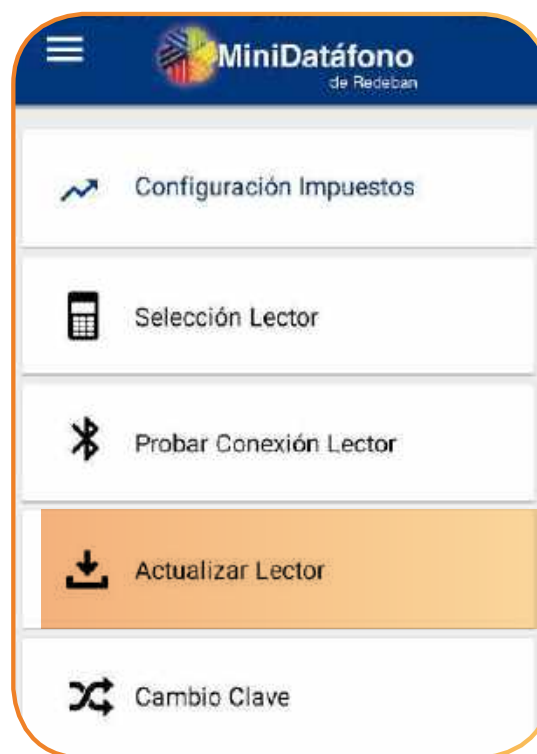 MiniDatáfono
de Redeban
Configuración Impuestos
Selección Lector
Probar Conexión Lector
Actualizar Lector
Cambio Clave